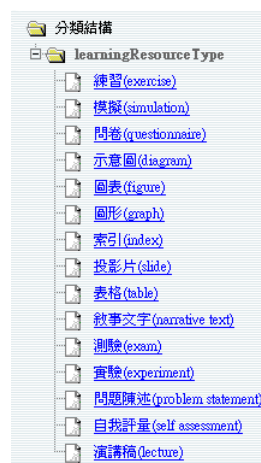 分類結構
learningResourceType
練習(exercise)
模擬(simulation)
問卷(questionnaire)
示意圖(diagram)
圖表(figure)
圖形(graph)
索引(index)
投影片(slide)
表格(table)
敘事文字(narrative text)
測驗(exam)
實驗(experiment)
問題陳述(problem statement)
自我評量(self assessment)
演講稿(lecture)